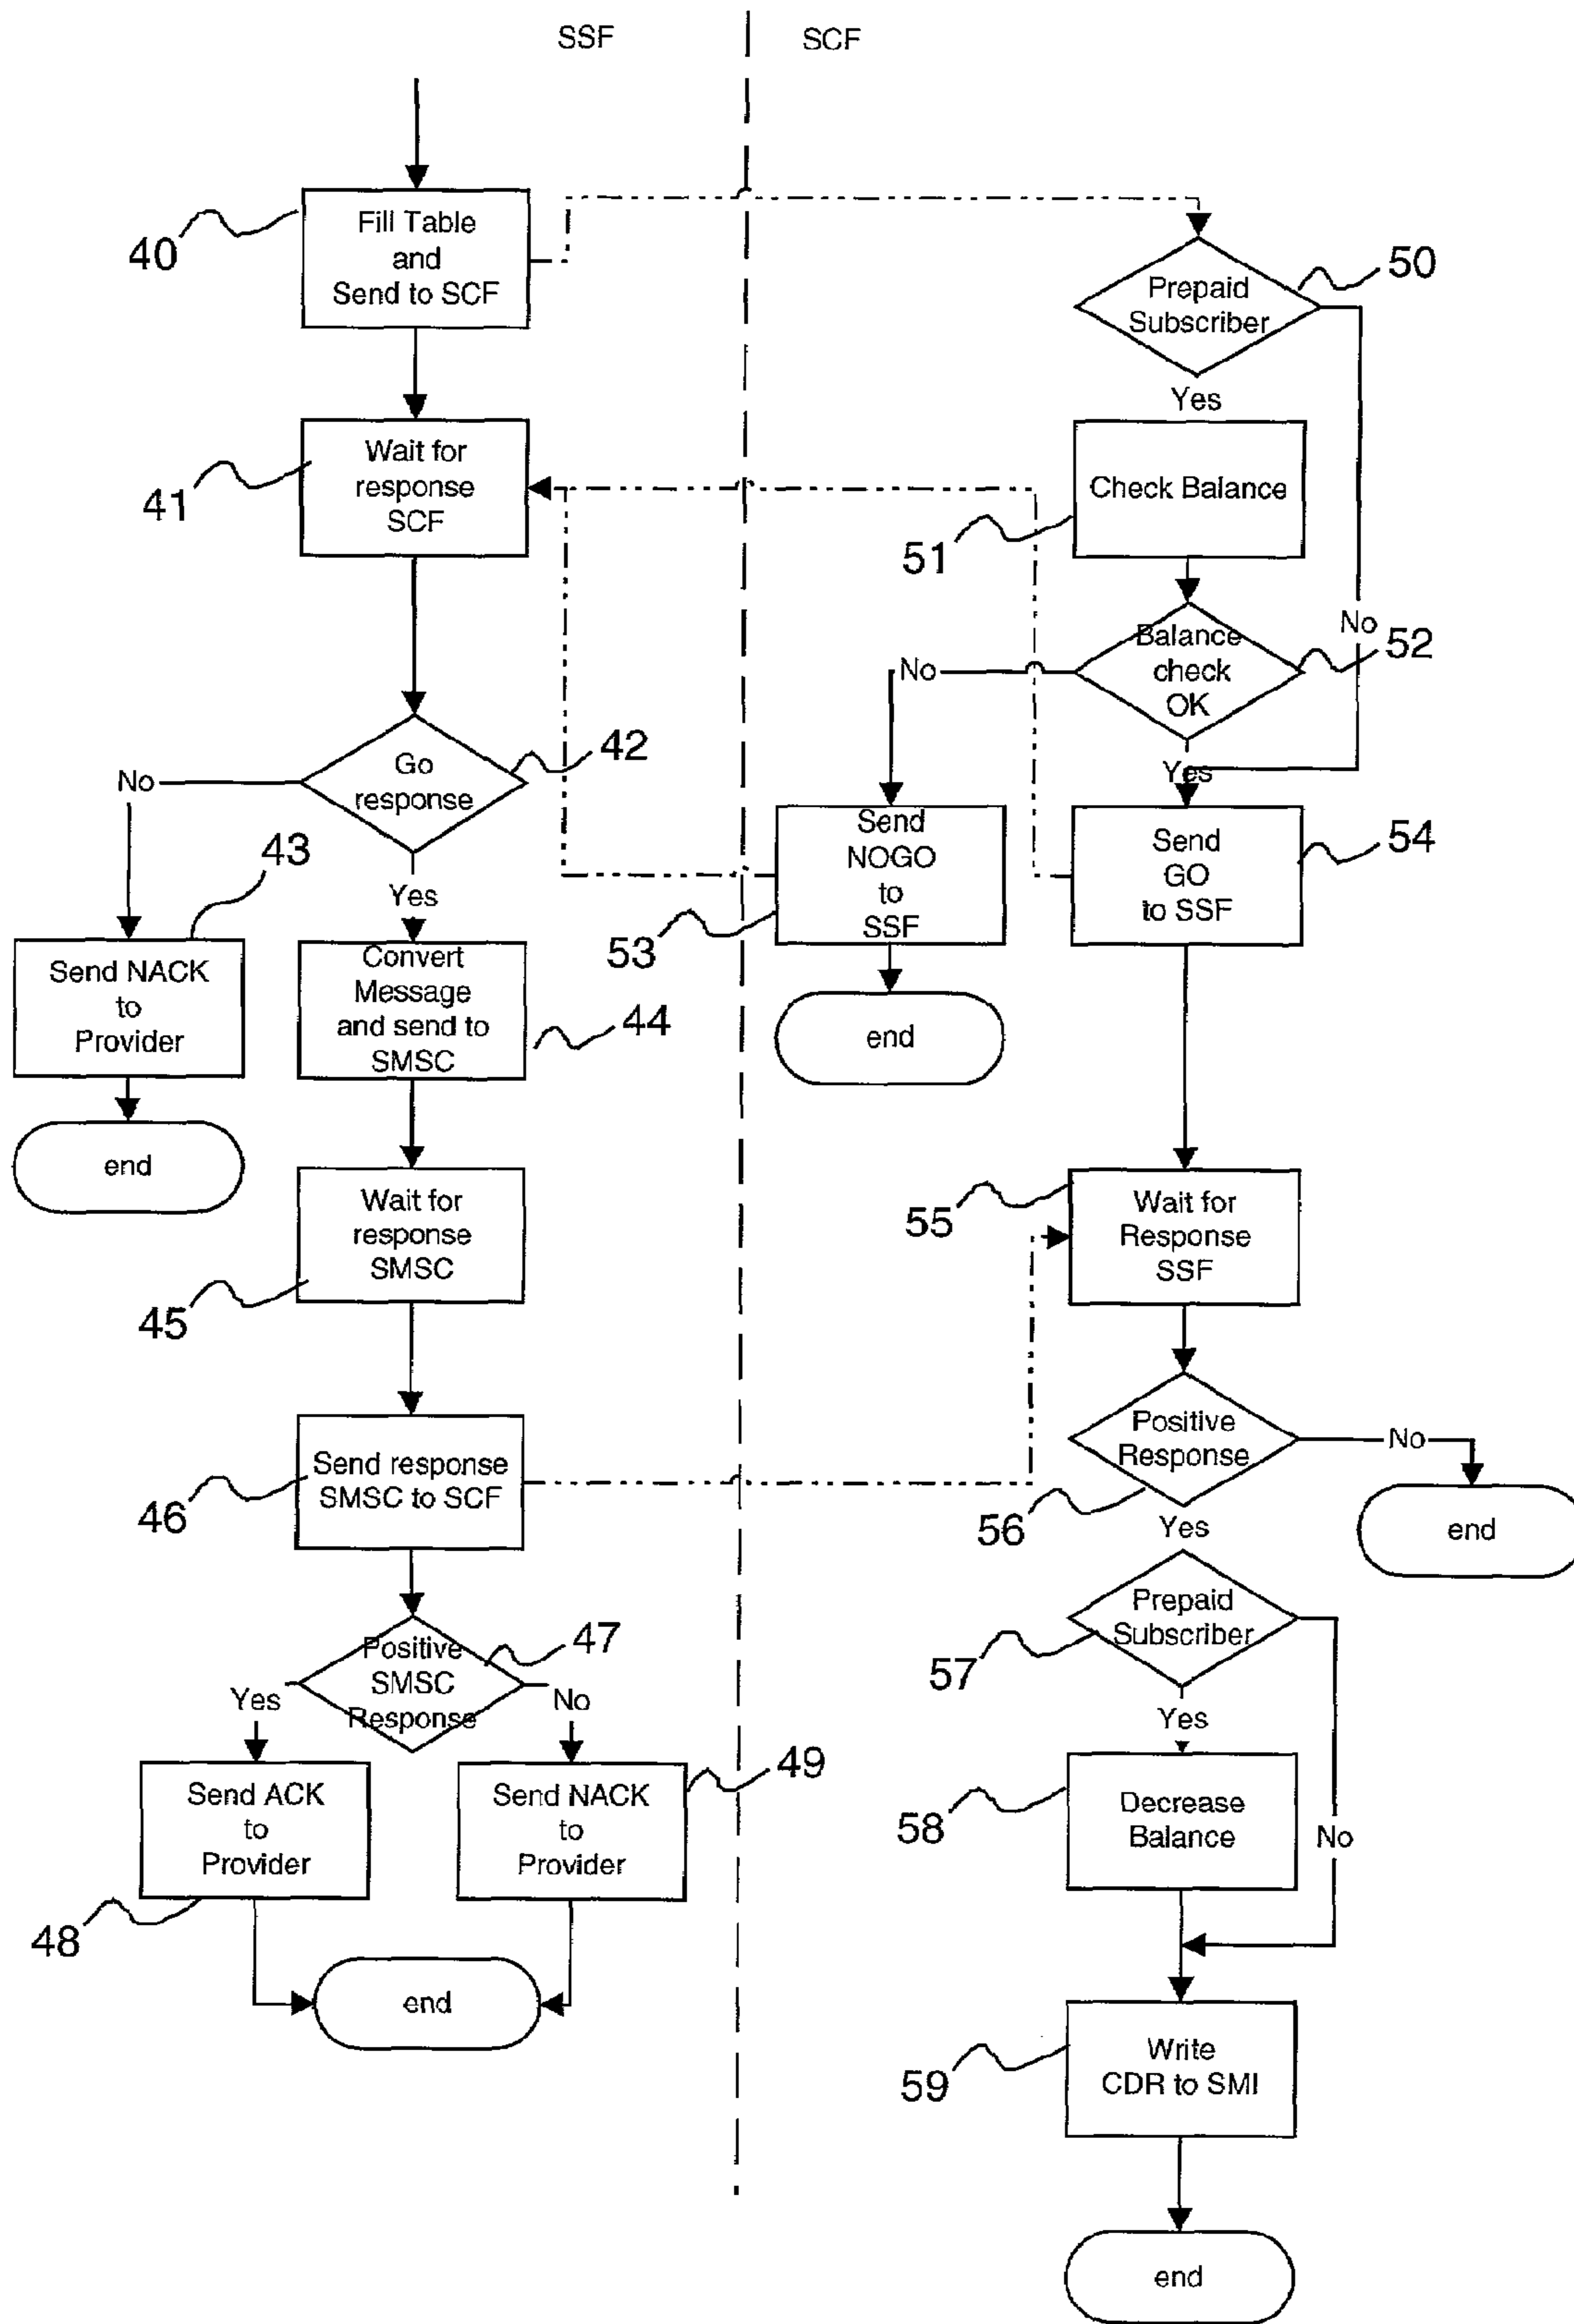 SSF
SCF
40
Fill Table
and
Send to SCF
Prepaid
Subscriber
50
Yes
41
Wait for
response
SCF
Check Balance
51
No
Balance
check
OK
52
No
Yes
42
Go
response
No
Yes
43
Send NACK
to
Provider
end
Convert
Message
and send to
SMSC
44
Send
NOGO
to
SSF
53
end
Send
GO
to SSF
54
Wait for
response
SMSC
45
55
Wait for
Response
SSF
Send response
SMSC to SCF
46
Positive
Response
56
No
end
Yes
Positive
SMSC
Response
47
Yes
No
Prepaid
Subscriber
57
Yes
No
Send ACK
to
Provider
48
Send NACK
to
Provider
49
end
58
Decrease
Balance
59
Write
CDR to SMI
end